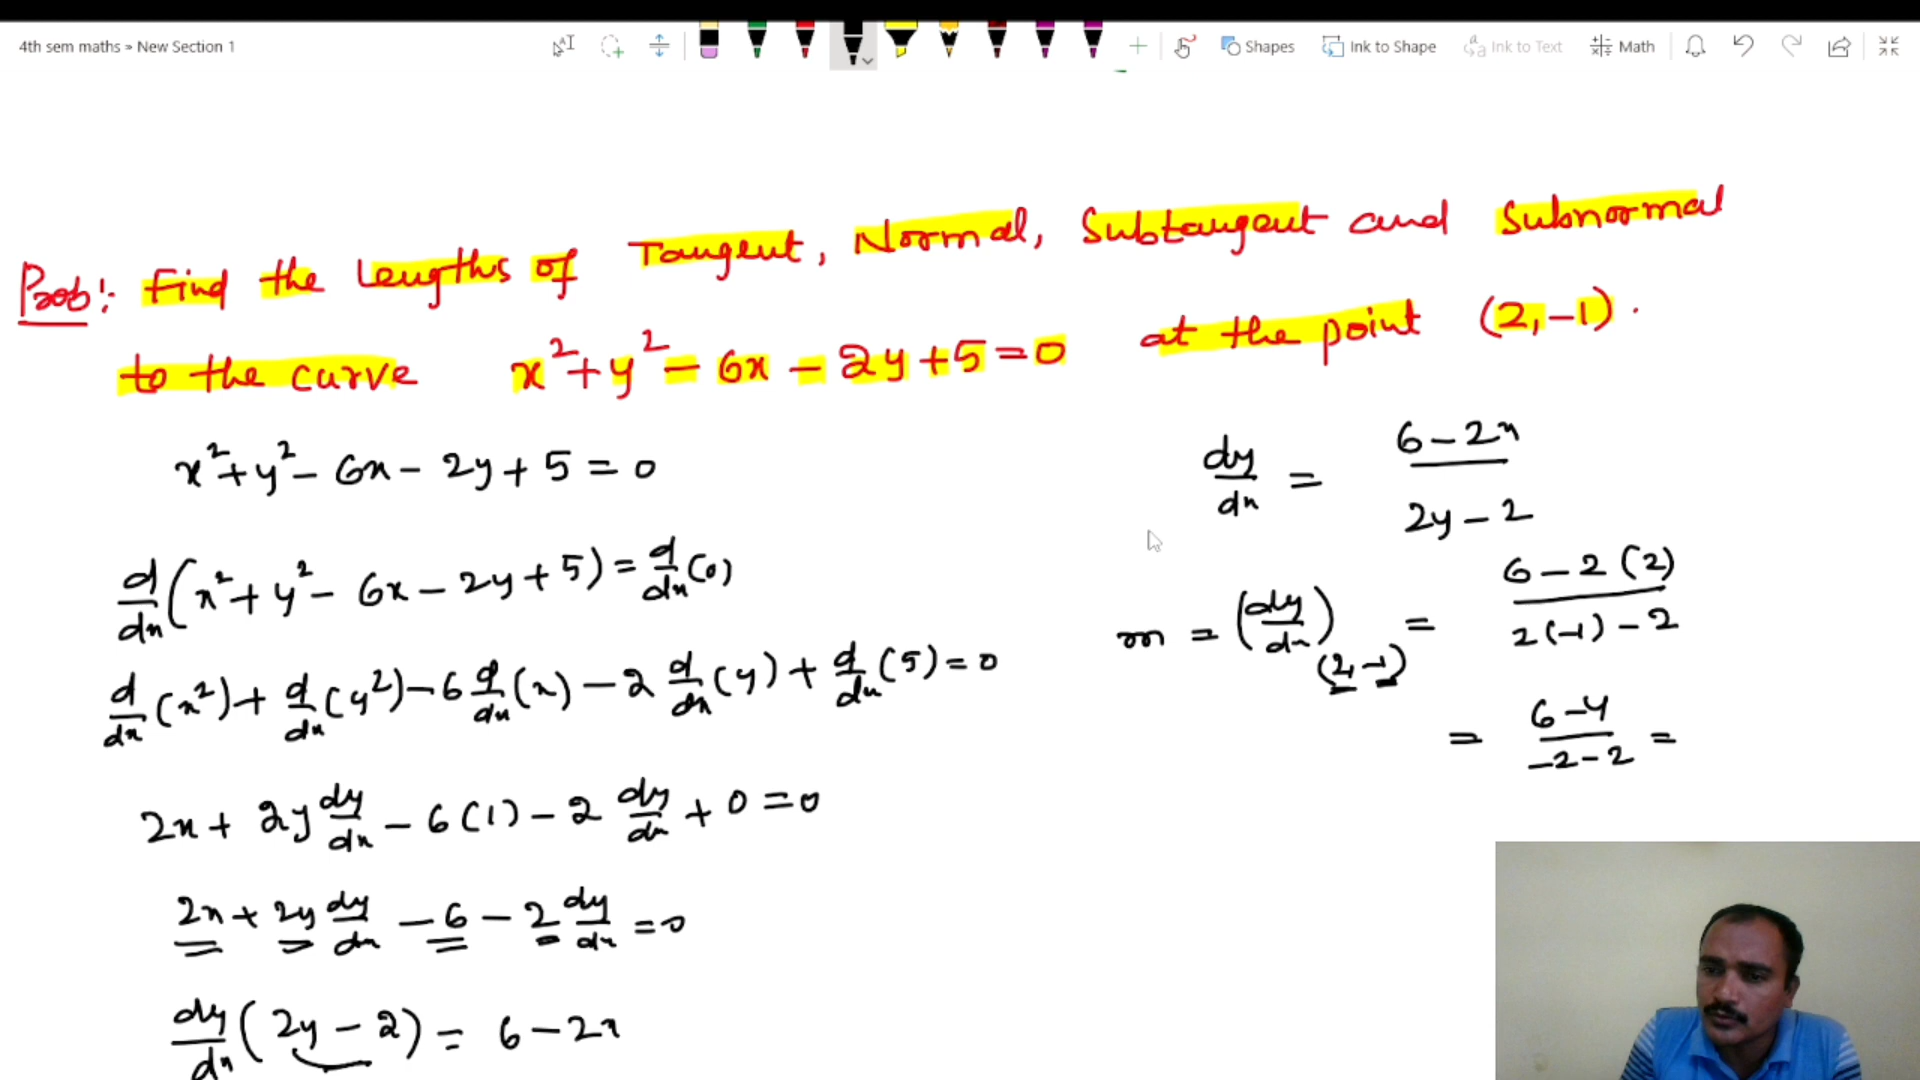 4th sem maths » New Section 1
Shapes
Ink to Shape
Ink to Text
Math
Prob:- Find the Lengths of Tangent, Normal, Subtangent and Subnormal
to the curve x² + y² - 6x - 2y + 5 = 0 at the point (2, -1).
x² + y² - 6x - 2y + 5 = 0
d/dx (x² + y² - 6x - 2y + 5) = d/dx (0)
d/dx (x²) + d/dx (y²) - 6 d/dx (x) - 2 d/dx (y) + d/dx (5) = 0
2x + 2y dy/dx - 6(1) - 2 dy/dx + 0 = 0
2x + 2y dy/dx - 6 - 2 dy/dx = 0
dy/dx (2y - 2) = 6 - 2x
dy/dx = (6 - 2x)/(2y - 2)
m = (dy/dx)(2, -1) = (6 - 2(2))/(2(-1) - 2)
= (6 - 4)/(-2 - 2) =